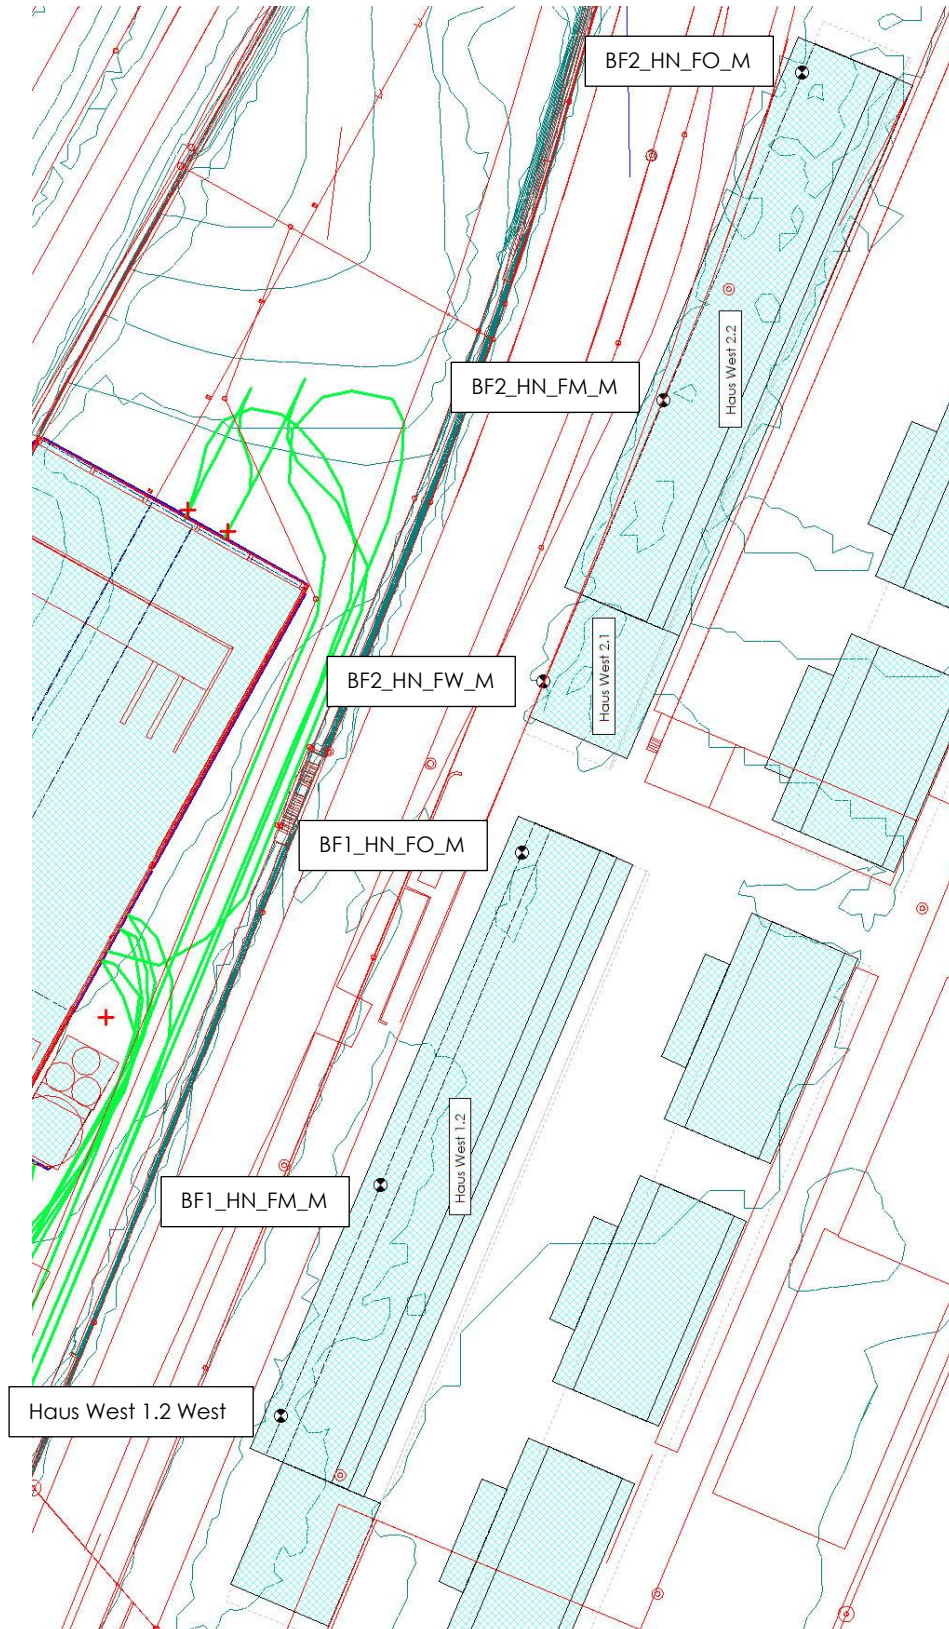 BF2_HN_FO_M
Haus West 2.2
BF2_HN_FM_M
Haus West 2.1
BF2_HN_FW_M
BF1_HN_FO_M
Haus West 1.2
BF1_HN_FM_M
Haus West 1.2 West